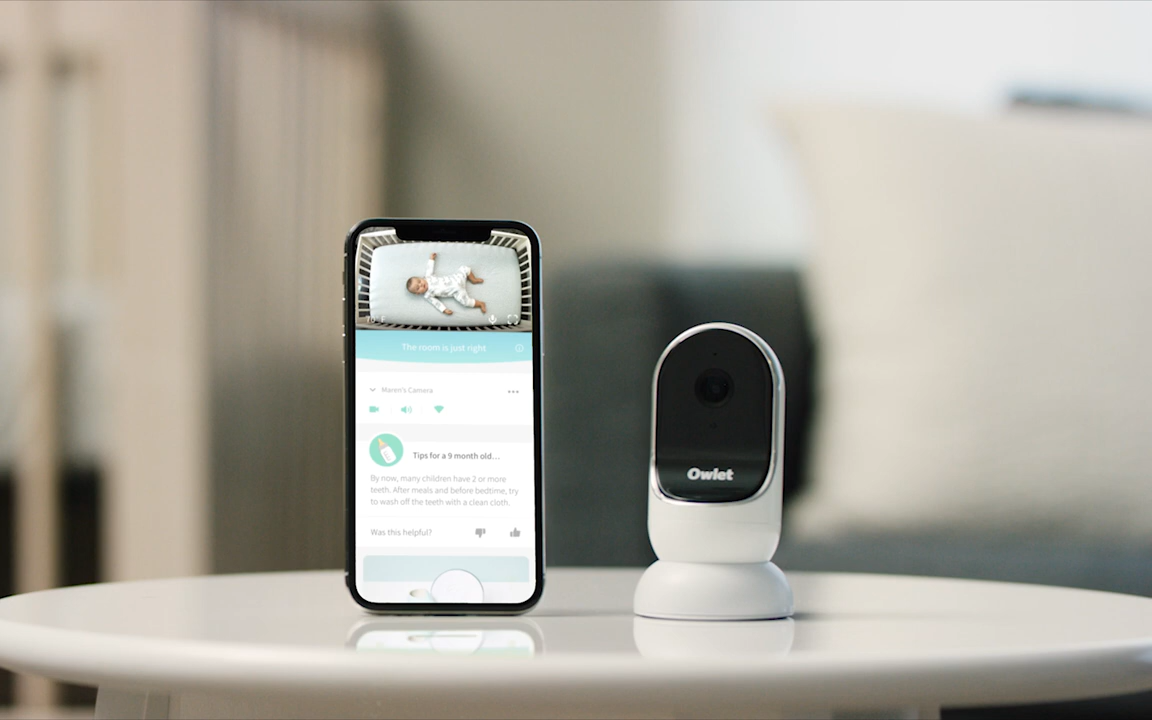 The room is just right
Maren's Camera
Tips for a 9 month old...
By now, many children have 2 or more
teeth. After meals and before bedtime, try
to wash off the teeth with a clean cloth.
Was this helpful?
Owlet